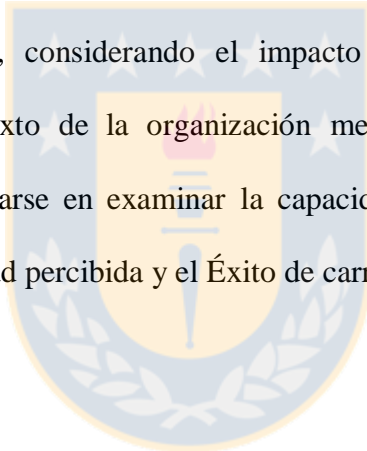 , considerando el impacto
xto de la organización me
arse en examinar la capacid
d percibida y el Éxito de carr